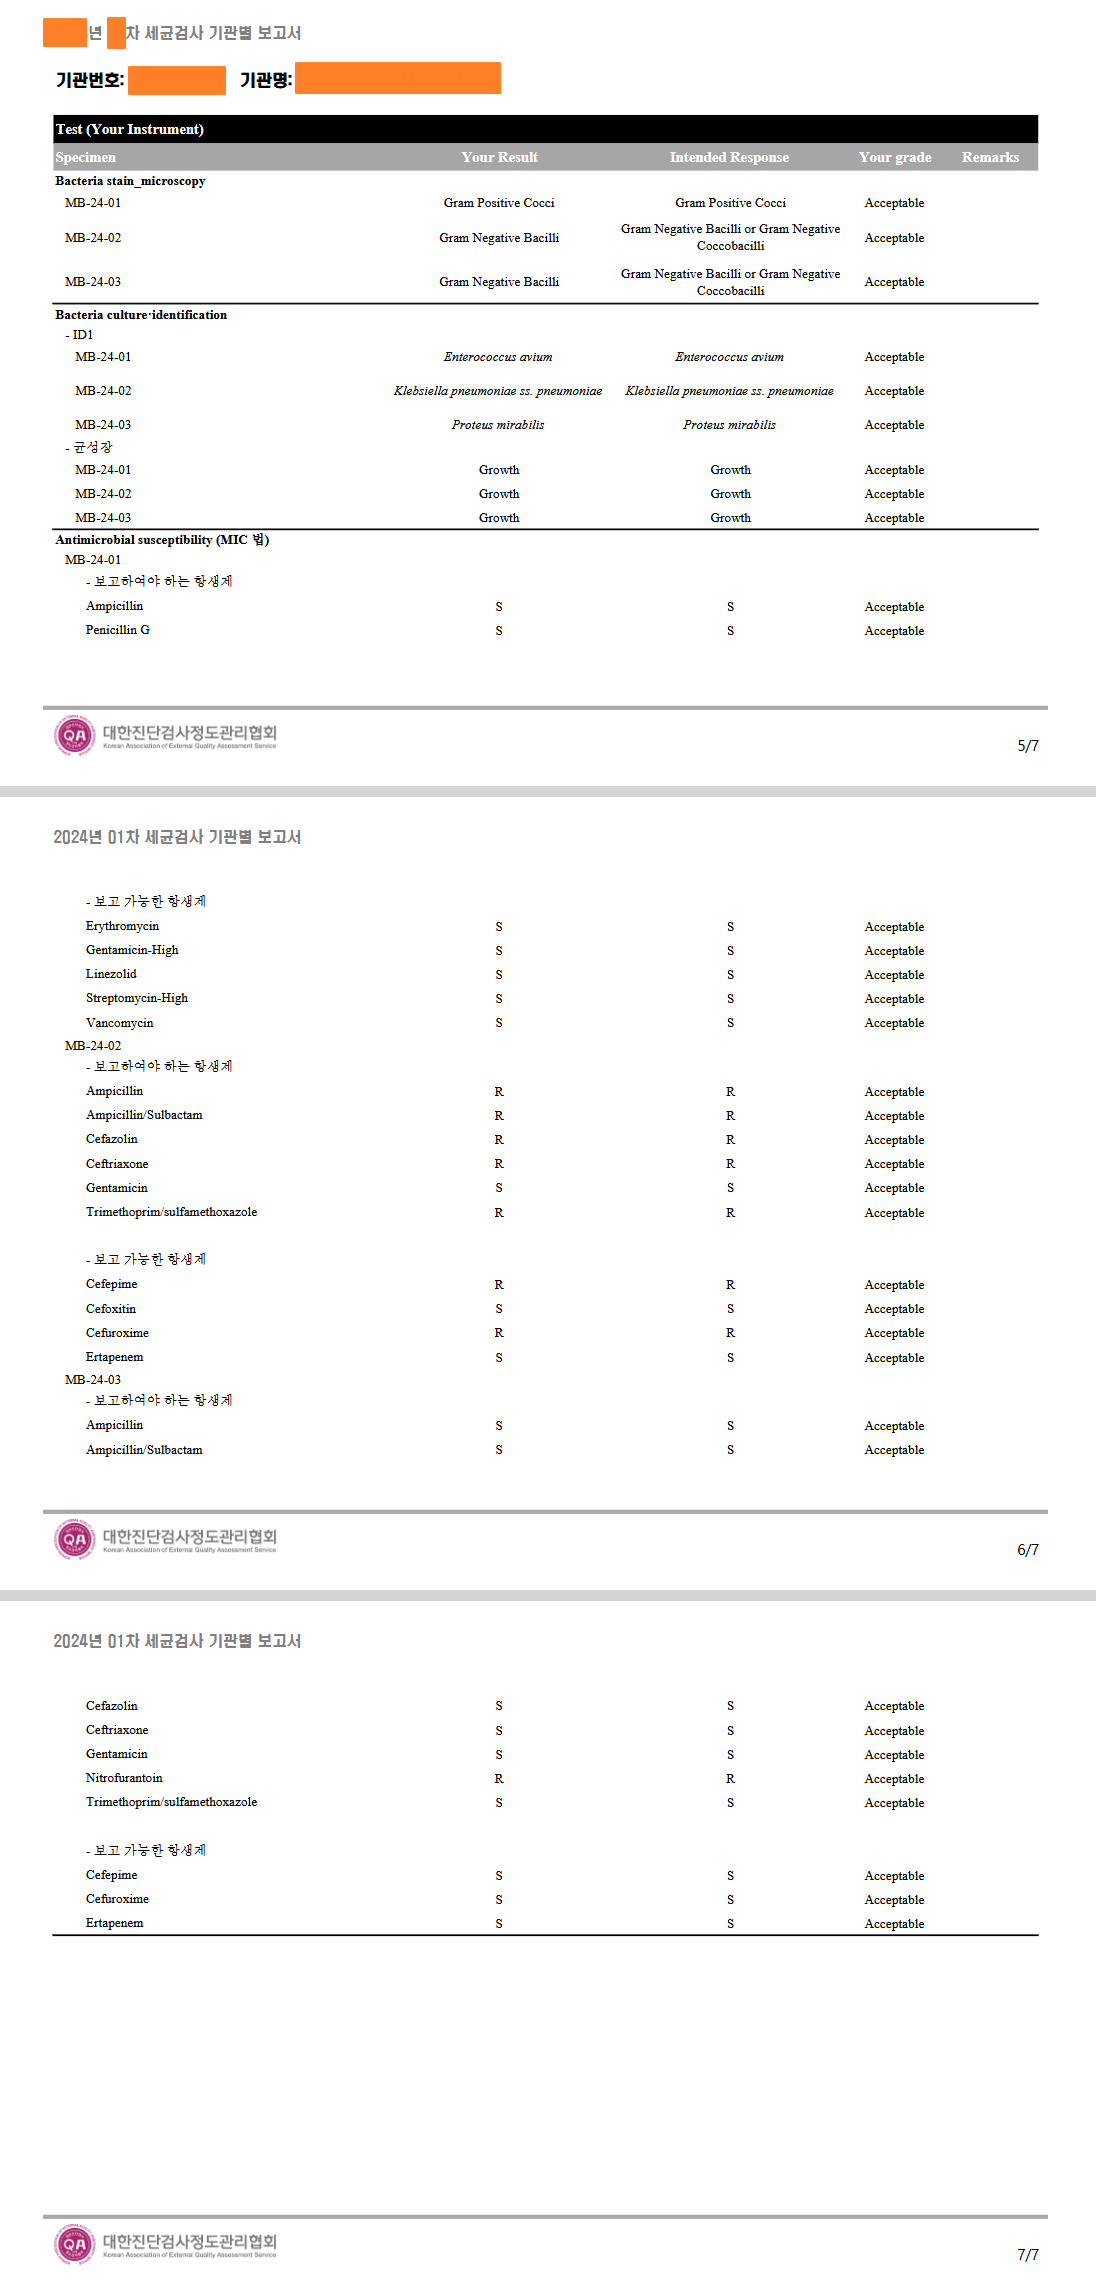 년 차 세균검사 기관별 보고서
기관번호: 기관명:
Test (Your Instrument)
Specimen Your Result Intended Response Your grade Remarks
Bacteria stain_microscopy
MB-24-01 Gram Positive Cocci Gram Positive Cocci Acceptable
MB-24-02 Gram Negative Bacilli Gram Negative Bacilli or Gram Negative Coccobacilli Acceptable
MB-24-03 Gram Negative Bacilli Gram Negative Bacilli or Gram Negative Coccobacilli Acceptable
Bacteria culture·identification
- ID1
MB-24-01 Enterococcus avium Enterococcus avium Acceptable
MB-24-02 Klebsiella pneumoniae ss. pneumoniae Klebsiella pneumoniae ss. pneumoniae Acceptable
MB-24-03 Proteus mirabilis Proteus mirabilis Acceptable
- 균성장
MB-24-01 Growth Growth Acceptable
MB-24-02 Growth Growth Acceptable
MB-24-03 Growth Growth Acceptable
Antimicrobial susceptibility (MIC 법)
MB-24-01
- 보고하여야 하는 항생제
Ampicillin S S Acceptable
Penicillin G S S Acceptable
QA 대한진단검사정도관리협회
Korean Association of External Quality Assessment Service
5/7
2024년 01차 세균검사 기관별 보고서
- 보고 가능한 항생제
Erythromycin S S Acceptable
Gentamicin-High S S Acceptable
Linezolid S S Acceptable
Streptomycin-High S S Acceptable
Vancomycin S S Acceptable
MB-24-02
- 보고하여야 하는 항생제
Ampicillin R R Acceptable
Ampicillin/Sulbactam R R Acceptable
Cefazolin R R Acceptable
Ceftriaxone R R Acceptable
Gentamicin S S Acceptable
Trimethoprim/sulfamethoxazole R R Acceptable
- 보고 가능한 항생제
Cefepime R R Acceptable
Cefoxitin S S Acceptable
Cefuroxime R R Acceptable
Ertapenem S S Acceptable
MB-24-03
- 보고하여야 하는 항생제
Ampicillin S S Acceptable
Ampicillin/Sulbactam S S Acceptable
QA 대한진단검사정도관리협회
Korean Association of External Quality Assessment Service
6/7
2024년 01차 세균검사 기관별 보고서
Cefazolin S S Acceptable
Ceftriaxone S S Acceptable
Gentamicin S S Acceptable
Nitrofurantoin R R Acceptable
Trimethoprim/sulfamethoxazole S S Acceptable
- 보고 가능한 항생제
Cefepime S S Acceptable
Cefuroxime S S Acceptable
Ertapenem S S Acceptable
QA 대한진단검사정도관리협회
Korean Association of External Quality Assessment Service
7/7